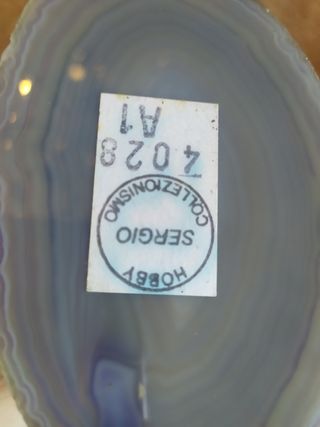 HOBBY
SERGIO
COLLEZIONISMO
4028
A1